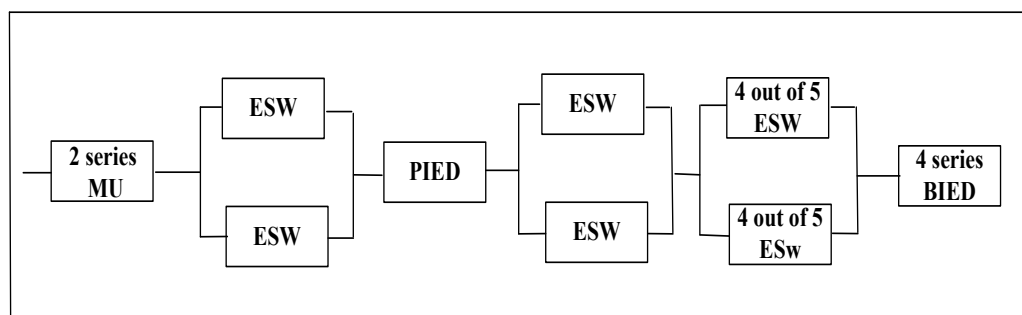 2 series
MU
ESW
ESW
PIED
ESW
ESW
4 out of 5
ESW
4 out of 5
ESw
4 series
BIED